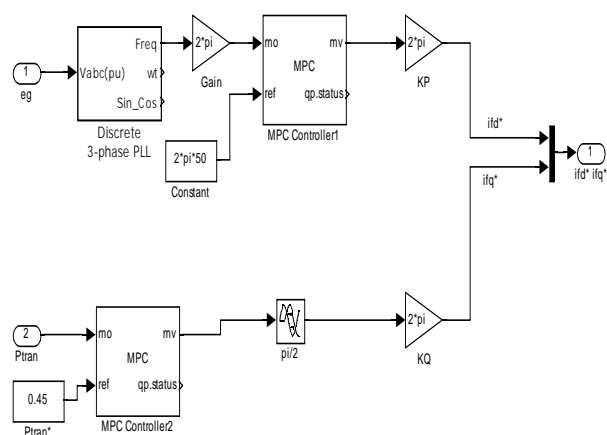 1
eg
Vabc(pu)
Freq
wt
Sin_Cos
Discrete
3-phase PLL
2*pi
Gain
mo
mv
MPC
ref
qp.status
MPC Controller1
2*pi*50
Constant
2*pi
KP
ifd*
ifq*
1
ifd* ifq*
2
Ptran
0.45
Ptran*
mo
mv
MPC
ref
qp.status
MPC Controller2
pi/2
2*pi
KQ